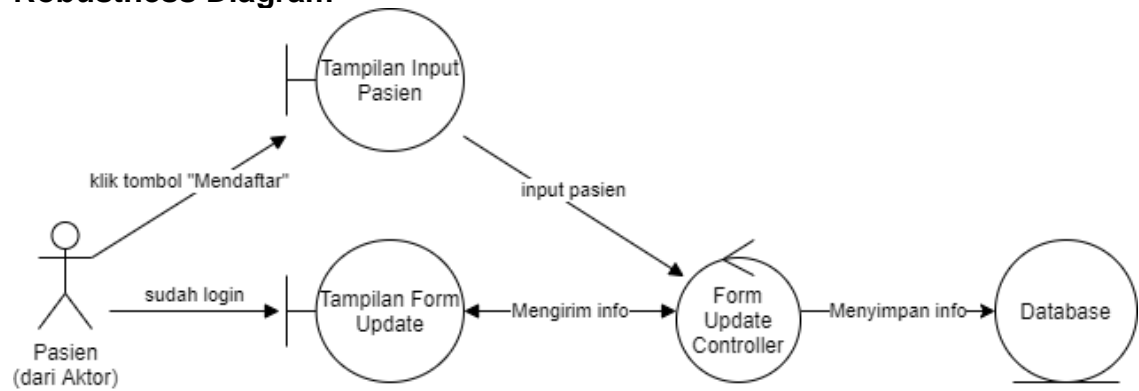 Robustness Diagram
Tampilan Input
Pasien
klik tombol "Mendaftar"
input pasien
sudah login
Tampilan Form
Update
Mengirim info
Form
Update
Controller
Menyimpan info
Database
Pasien
(dari Aktor)